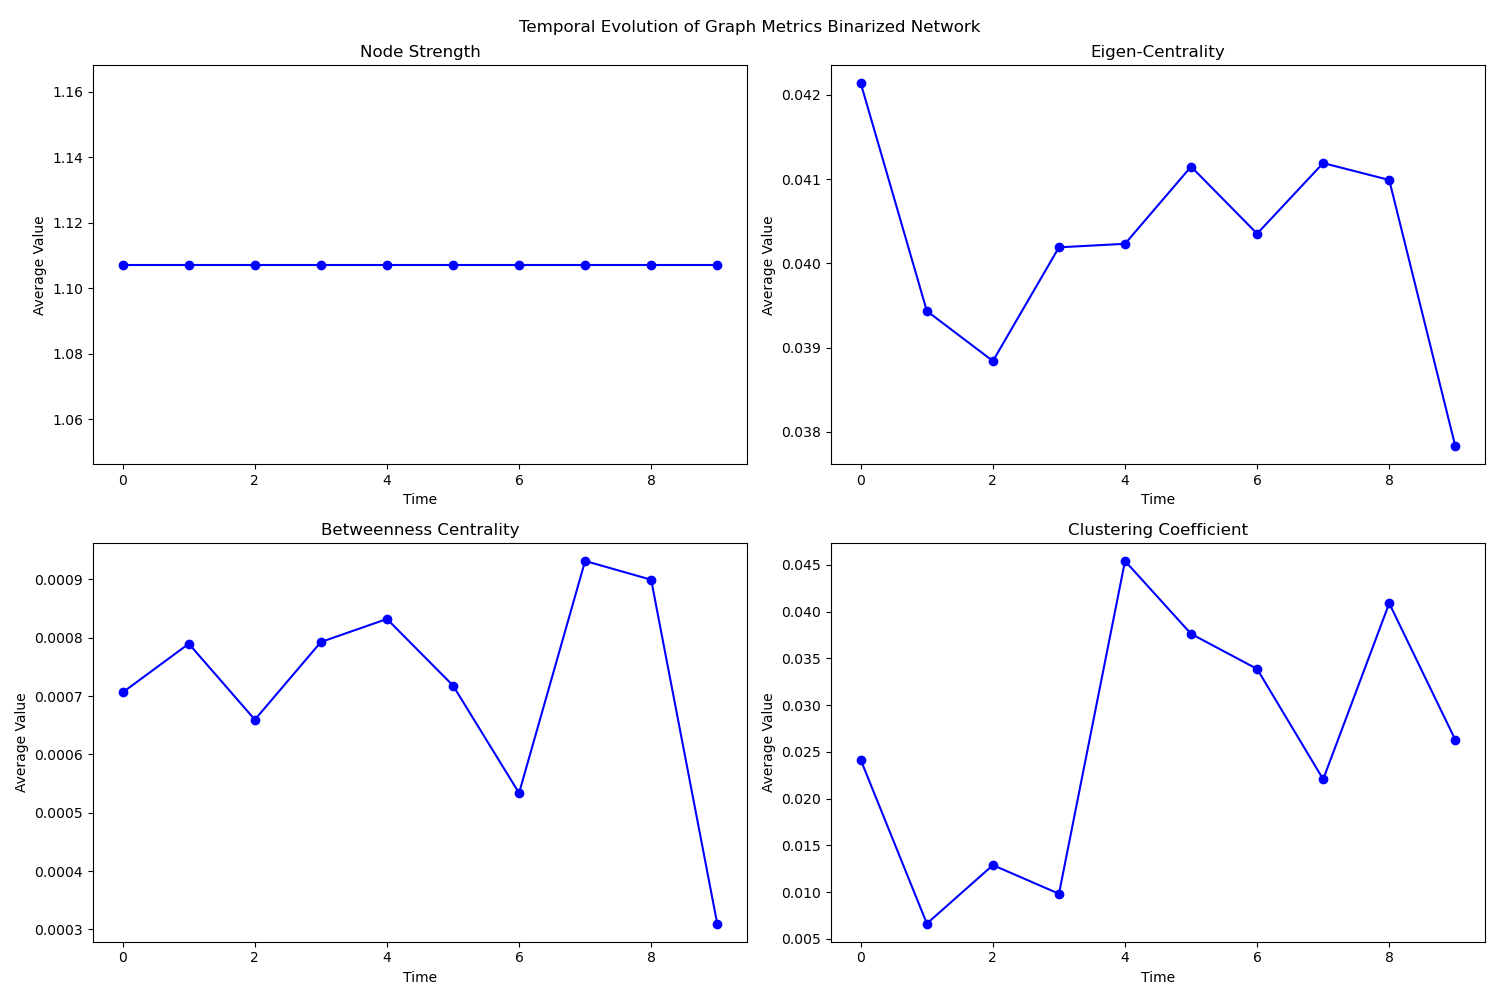 Temporal Evolution of Graph Metrics Binarized Network
Node Strength
1.16
1.14
1.12
1.10
1.08
1.06
Average Value
0 2 4 6 8
Time
Eigen-Centrality
0.042
0.041
0.040
0.039
0.038
Average Value
0 2 4 6 8
Time
Betweenness Centrality
0.0009
0.0008
0.0007
0.0006
0.0005
0.0004
0.0003
Average Value
0 2 4 6 8
Time
Clustering Coefficient
0.045
0.040
0.035
0.030
0.025
0.020
0.015
0.010
0.005
Average Value
0 2 4 6 8
Time